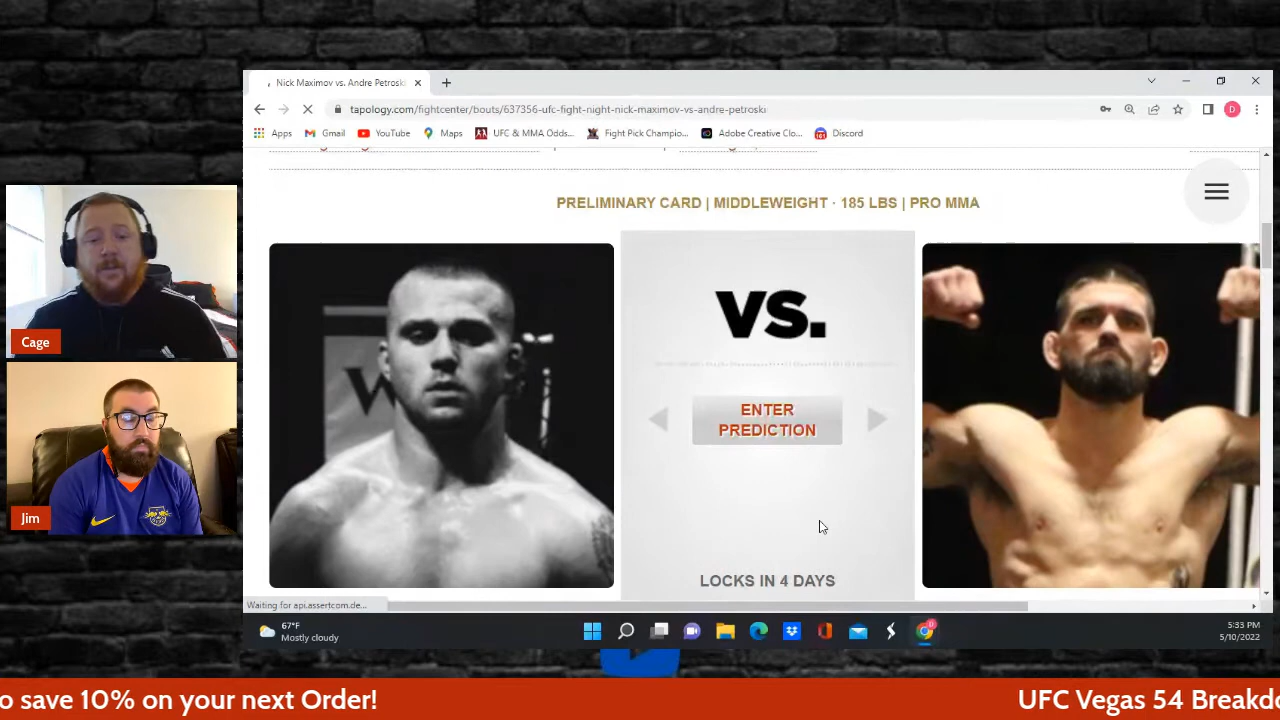 Nick Maximov vs. Andre Petrosk
tapology.com/fightcenter/bouts/637356-ufc-fight-night-nick-maximov-vs-andre-petroski
Apps
Gmail
YouTube
Maps
UFC & MMA Odds...
Fight Pick Champio...
Adobe Creative Clo...
Discord
PRELIMINARY CARD | MIDDLEWEIGHT · 185 LBS | PRO MMA
W
VS.
ENTER
PREDICTION
LOCKS IN 4 DAYS
Cage
Jim
Waiting for api.assertcom.de...
67°F
Mostly cloudy
5:33 PM
5/10/2022
o save 10% on your next Order!
UFC Vegas 54 Breakdo